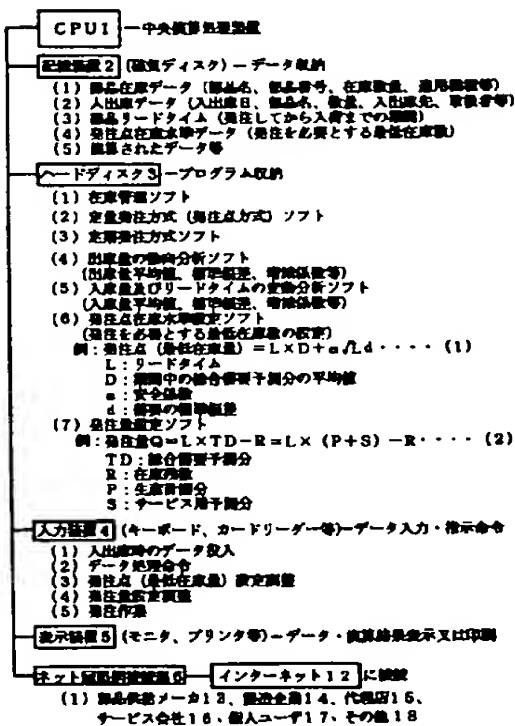 CPU1 ー中央演算処理装置
記憶装置2 (磁気ディスク) ーデータ収納
(1) 部品在庫データ (部品名、部品番号、在庫数量、適用機種等)
(2) 入出庫データ (入出庫日、部品名、数量、入出庫先、取扱者等)
(3) 部品リードタイム (発注してから入荷までの期間)
(4) 発注点在庫水準データ (発注を必要とする最低在庫数)
(5) 演算されたデータ等
ハードディスク3 ープログラム収納
(1) 在庫管理ソフト
(2) 定量発注方式 (発注点方式) ソフト
(3) 定期発注方式ソフト
(4) 出庫量の動向分析ソフト
(出庫量平均値、標準偏差、増減係数等)
(5) 入庫量及びリードタイムの変動分析ソフト
(入庫量平均値、標準偏差、増減係数等)
(6) 発注点在庫水準設定ソフト
(発注を必要とする最低在庫数の設定)
例:発注点 (最低在庫量) =L×D+α√Ld・・・・ (1)
L:リードタイム
D:期間中の総合需要予測分の平均値
α:安全係数
d:需要の標準偏差
(7) 発注量設定ソフト
例:発注量Q=L×TD−R=L× (P+S) −R・・・・ (2)
TD:総合需要予測分
R:在庫残数
P:生産計画分
S:サービス用予測分
入力装置4 (キーボード、カードリーダー等)ーデータ入力・指示命令
(1) 入出庫時のデータ投入
(2) データ処理命令
(3) 発注点 (最低在庫量) 設定調整
(4) 発注量設定調整
(5) 発注作業
表示装置5 (モニタ、プリンタ等) ーデータ・演算結果表示又は印刷
ネット回路網接続器6 インターネット12 に接続
(1) 部品供給メーカ13、製造企業14、代理店15、
サービス会社16、個人ユーザ17、その他18